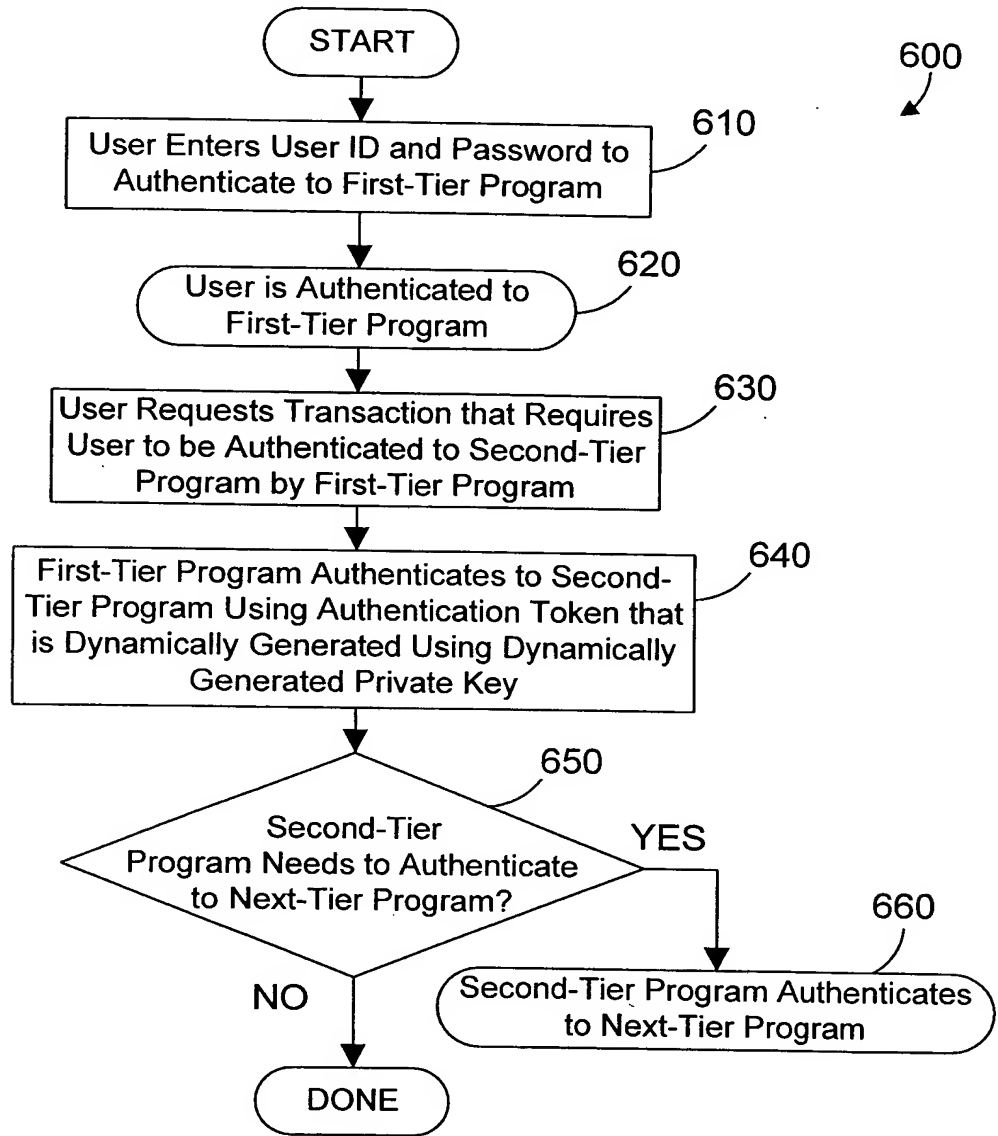 START
600
610
User Enters User ID and Password to
Authenticate to First-Tier Program
620
User is Authenticated to
First-Tier Program
630
User Requests Transaction that Requires
User to be Authenticated to Second-Tier
Program by First-Tier Program
640
First-Tier Program Authenticates to Second-
Tier Program Using Authentication Token that
is Dynamically Generated Using Dynamically
Generated Private Key
650
Second-Tier
Program Needs to Authenticate
to Next-Tier Program?
YES
660
Second-Tier Program Authenticates
to Next-Tier Program
NO
DONE